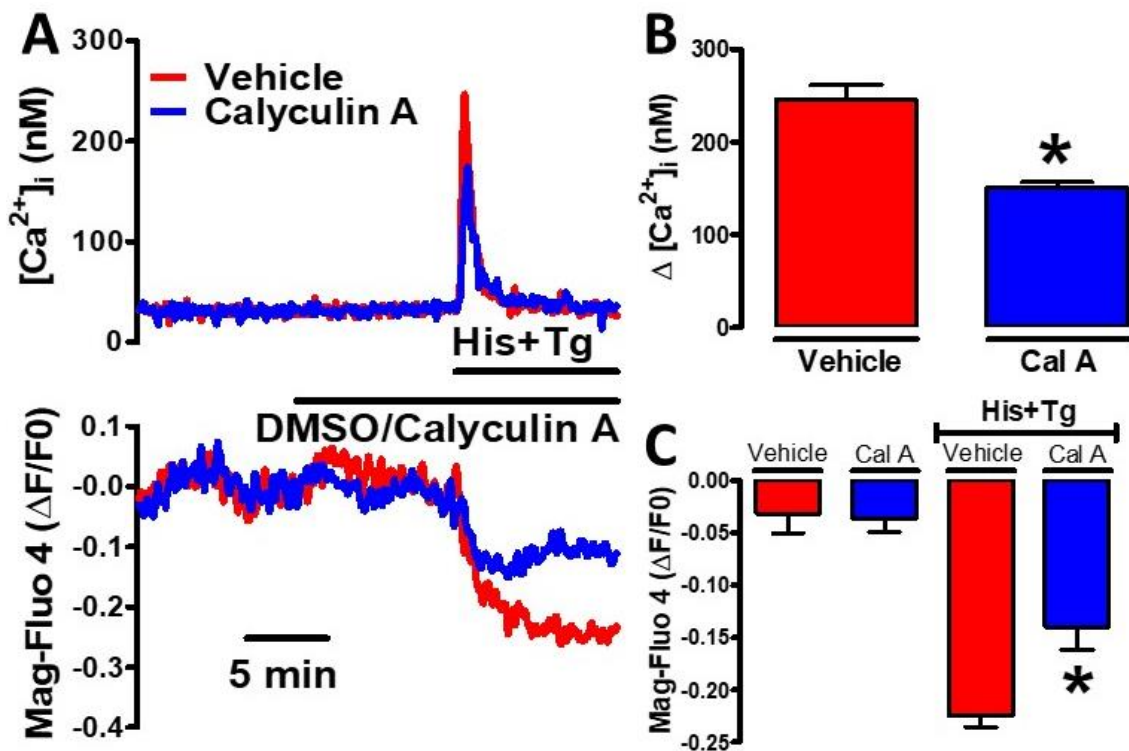 A
300
200
100
0
[Ca²⁺]ᵢ (nM)
Vehicle
Calyculin A
His+Tg
DMSO/Calyculin A
0.1
-0.0
-0.1
-0.2
-0.3
-0.4
Mag-Fluo 4 (ΔF/F0)
5 min
B
300
200
100
0
Δ [Ca²⁺]ᵢ (nM)
*
Vehicle
Cal A
C
His+Tg
Vehicle
Cal A
Vehicle
Cal A
0.00
-0.05
-0.10
-0.15
-0.20
-0.25
Mag-Fluo 4 (ΔF/F0)
*